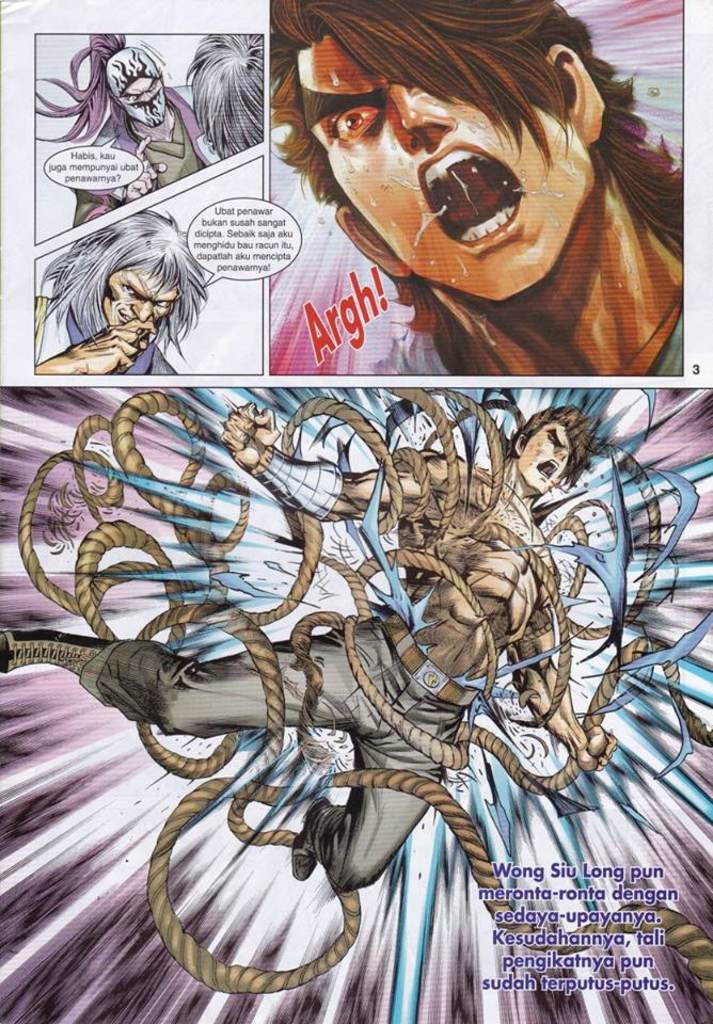 Habis, kau
juga mempunyai ubat
penawarnya?
Ubat penawar
bukan susah sangat
dicipta. Sebaik saja aku
menghidu bau racun itu,
dapatlah aku mencipta
penawarnya!
Argh!
3
Wong Siu Long pun
meronta-ronta dengan
sedaya-upayanya.
Kesudahannya, tali
pengikatnya pun
sudah terputus-putus.